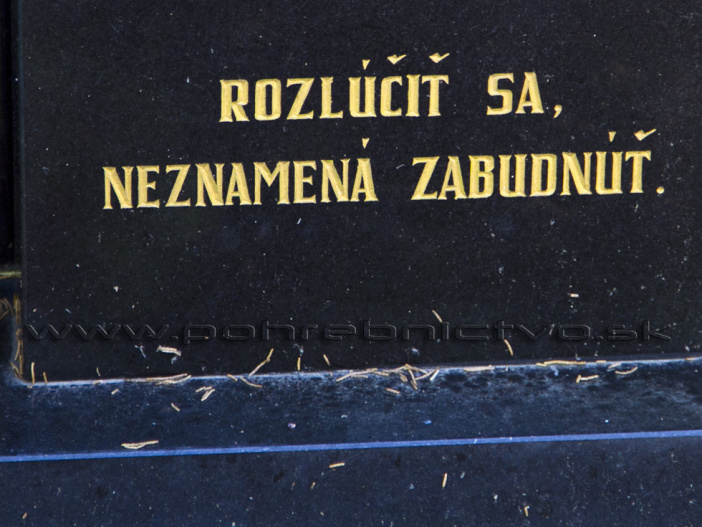 ROZLÚČIŤ SA,
NEZNAMENÁ ZABUDNÚŤ.
www.pohrebnictvo.sk